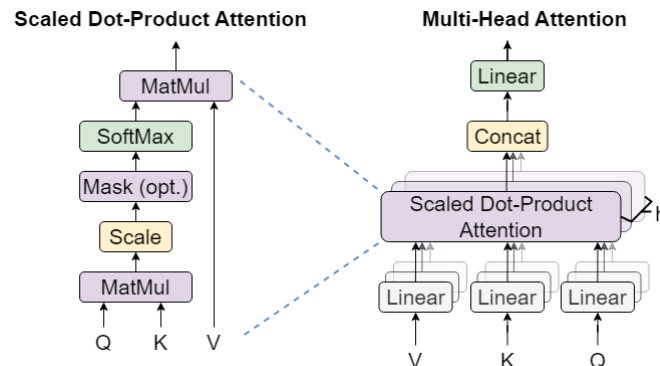 Scaled Dot-Product Attention
MatMul
SoftMax
Mask (opt.)
Scale
MatMul
Q K V
Multi-Head Attention
Linear
Concat
Scaled Dot-Product
Attention
h
Linear Linear Linear
V K Q